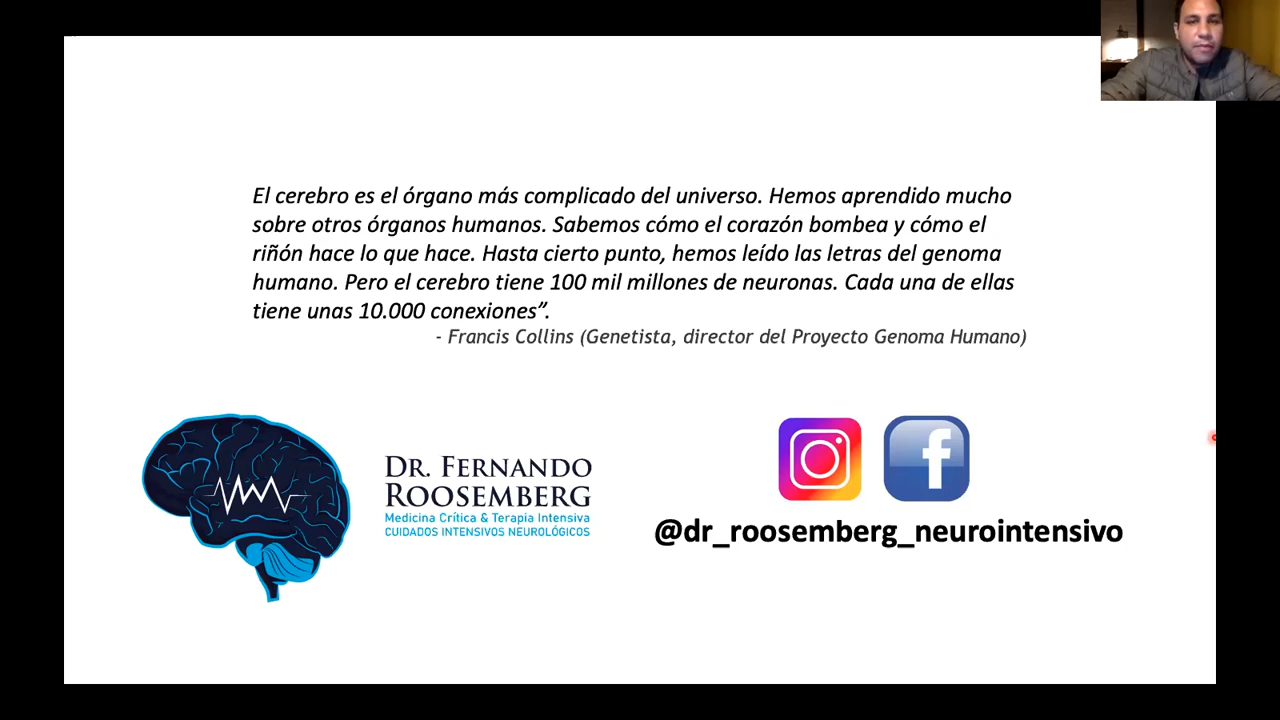 El cerebro es el órgano más complicado del universo. Hemos aprendido mucho
sobre otros órganos humanos. Sabemos cómo el corazón bombea y cómo el
riñón hace lo que hace. Hasta cierto punto, hemos leído las letras del genoma
humano. Pero el cerebro tiene 100 mil millones de neuronas. Cada una de ellas
tiene unas 10.000 conexiones”.
- Francis Collins (Genetista, director del Proyecto Genoma Humano)
DR. FERNANDO
ROOSEMBERG
Medicina Crítica & Terapia Intensiva
CUIDADOS INTENSIVOS NEUROLÓGICOS
@dr_roosemberg_neurointensivo